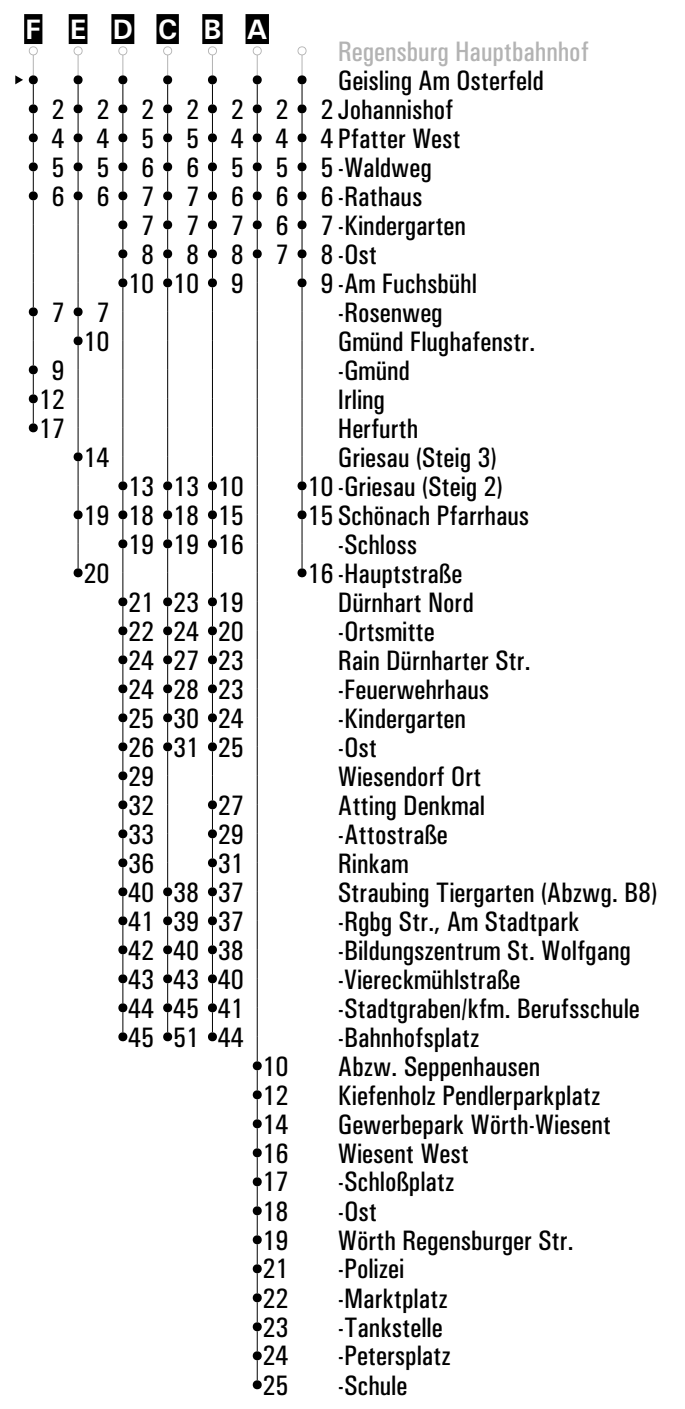 F E D C B A
Regensburg Hauptbahnhof
Geisling Am Osterfeld
2 2 2 2 2 2 2 Johannishof
4 4 5 5 4 4 4 Pfatter West
5 5 6 6 5 5 5 -Waldweg
6 6 7 7 6 6 6 -Rathaus
7 7 7 6 7 -Kindergarten
8 8 8 7 8 -Ost
10 10 9 9 -Am Fuchsbühl
7 7 -Rosenweg
10 Gmünd Flughafenstr.
9 -Gmünd
12 Irling
17 Herfurth
14 Griesau (Steig 3)
13 13 10 10 -Griesau (Steig 2)
19 18 18 15 15 Schönach Pfarrhaus
19 19 16 -Schloss
20 16 -Hauptstraße
21 23 19 Dürnhart Nord
22 24 20 -Ortsmitte
24 27 23 Rain Dürnharter Str.
24 28 23 -Feuerwehrhaus
25 30 24 -Kindergarten
26 31 25 -Ost
29 Wiesendorf Ort
32 27 Atting Denkmal
33 29 -Attostraße
36 31 Rinkam
40 38 37 Straubing Tiergarten (Abzwg. B8)
41 39 37 -Rgbg Str., Am Stadtpark
42 40 38 -Bildungszentrum St. Wolfgang
43 43 40 -Viereckmühlstraße
44 45 41 -Stadtgraben/kfm. Berufsschule
45 51 44 -Bahnhofsplatz
10 Abzw. Seppenhausen
12 Kiefenholz Pendlerparkplatz
14 Gewerbepark Wörth-Wiesent
16 Wiesent West
17 -Schloßplatz
18 -Ost
19 Wörth Regensburger Str.
21 -Polizei
22 -Marktplatz
23 -Tankstelle
24 -Petersplatz
25 -Schule